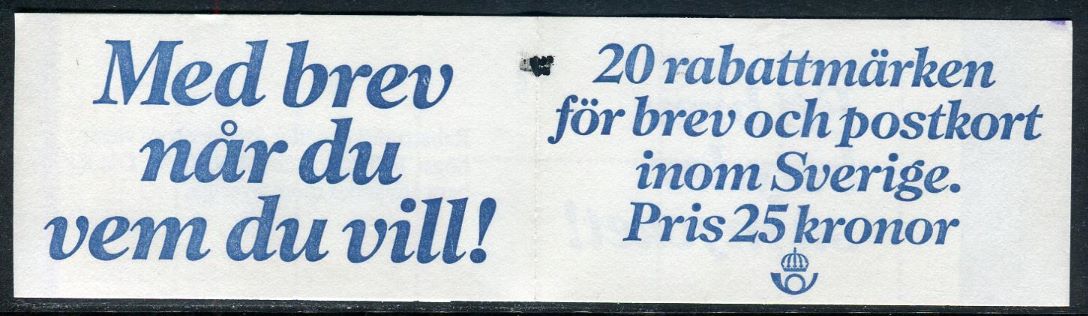 Med brev
når du
vem du vill!
20 rabattmärken
för brev och postkort
inom Sverige.
Pris 25 kronor